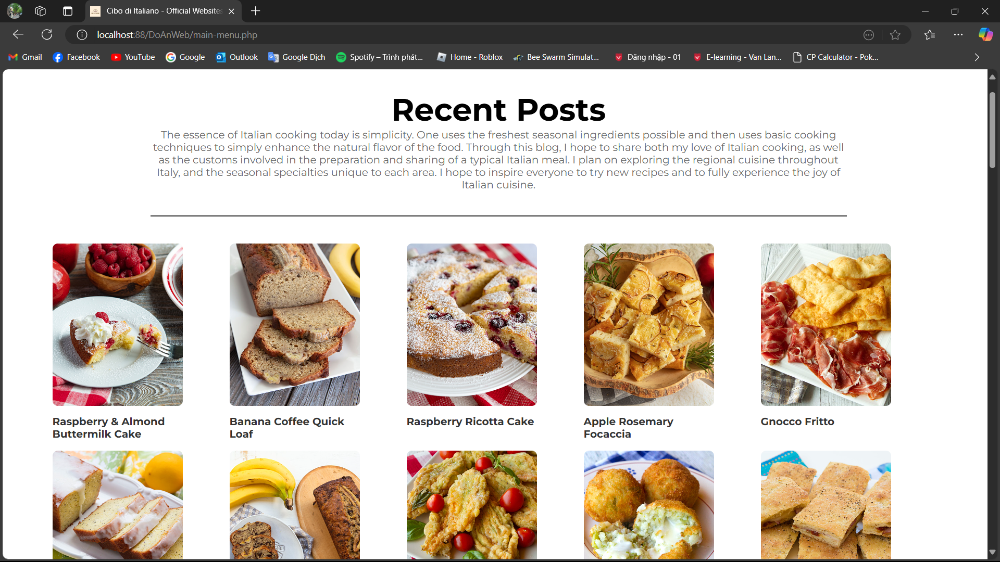 Cibo di Italiano - Official Websites
localhost:88/DoAnWeb/main-menu.php
Gmail
Facebook
YouTube
Google
Outlook
Google Dịch
Spotify – Trình phát...
Home - Roblox
Bee Swarm Simulat...
Đăng nhập - 01
E-learning - Van Lan...
CP Calculator - Pok...
Recent Posts
The essence of Italian cooking today is simplicity. One uses the freshest seasonal ingredients possible and then uses basic cooking
techniques to simply enhance the natural flavor of the food. Through this blog, I hope to share both my love of Italian cooking, as well
as the customs involved in the preparation and sharing of a typical Italian meal. I plan on exploring the regional cuisine throughout
Italy, and the seasonal specialties unique to each area. I hope to inspire everyone to try new recipes and to fully experience the joy of
Italian cuisine.
Raspberry & Almond
Buttermilk Cake
Banana Coffee Quick
Loaf
Raspberry Ricotta Cake
Apple Rosemary
Focaccia
Gnocco Fritto